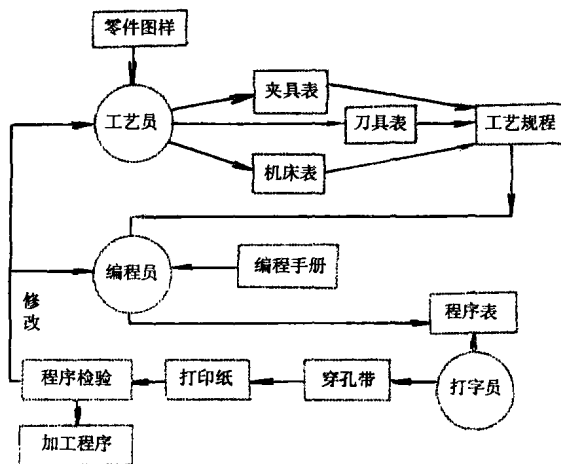 零件图样
夹具表
工艺员
刀具表
工艺规程
机床表
编程员
编程手册
修改
程序表
程序检验
打印纸
穿孔带
打字员
加工程序